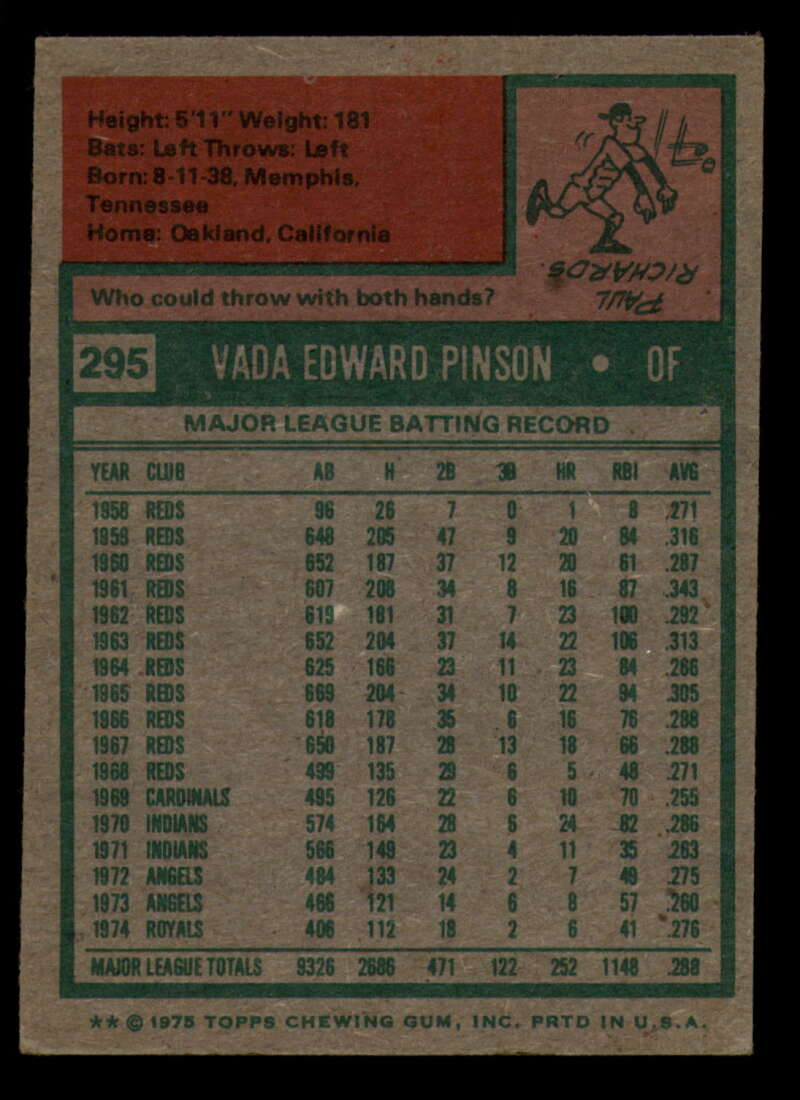 Height: 5'11" Weight: 181
Bats: Left Throws: Left
Born: 8-11-38, Memphis,
Tennessee
Home: Oakland, California
Who could throw with both hands?
PAUL
RICHARDS.
295 VADA EDWARD PINSON • OF
MAJOR LEAGUE BATTING RECORD
YEAR CLUB AB H 2B 3B HR RBI AVG
1958 REDS 96 26 7 0 1 8 .271
1959 REDS 648 205 47 9 20 84 .316
1960 REDS 652 187 37 12 20 61 .287
1961 REDS 607 208 34 8 16 87 .343
1962 REDS 619 181 31 7 23 100 .292
1963 REDS 652 204 37 14 22 106 .313
1964 REDS 625 166 23 11 23 84 .266
1965 REDS 669 204 34 10 22 94 .305
1966 REDS 618 178 35 6 16 76 .288
1967 REDS 650 187 28 13 18 66 .288
1968 REDS 499 135 29 6 5 48 .271
1969 CARDINALS 495 126 22 6 10 70 .255
1970 INDIANS 574 164 28 6 24 82 .286
1971 INDIANS 566 149 23 4 11 35 .263
1972 ANGELS 484 133 24 2 7 49 .275
1973 ANGELS 466 121 14 6 8 57 .260
1974 ROYALS 406 112 18 2 6 41 .276
MAJOR LEAGUE TOTALS 9326 2686 471 122 252 1148 .288
** © 1975 TOPPS CHEWING GUM, INC. PRTD IN U.S.A.